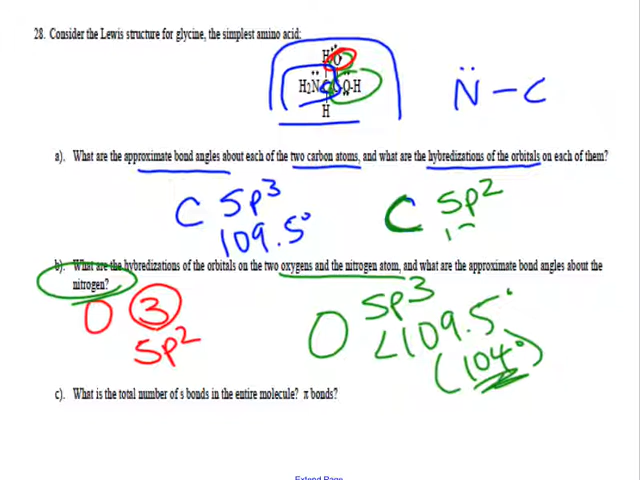 28. Consider the Lewis structure for glycine, the simplest amino acid:
H
O
H2N C C O-H
H
N̈ – C
a). What are the approximate bond angles about each of the two carbon atoms, and what are the hybredizations of the orbitals on each of them?
C Sp³ C Sp²
109.5°
b). What are the hybredizations of the orbitals on the two oxygens and the nitrogen atom, and what are the approximate bond angles about the
nitrogen?
O 3 O Sp³
Sp² <109.5°
(104°)
c). What is the total number of s bonds in the entire molecule? π bonds?
Extend Page